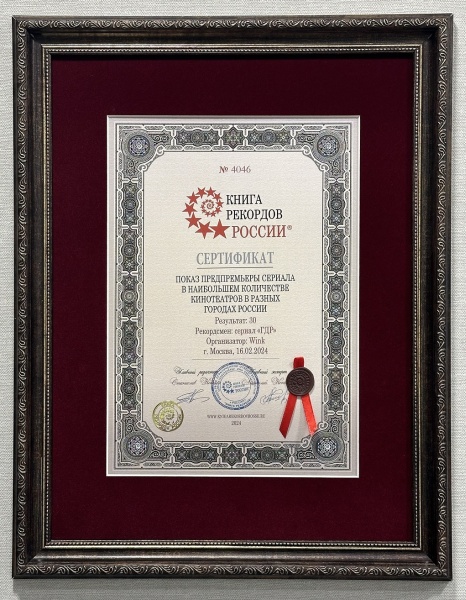 № 4046
КНИГА
РЕКОРДОВ
РОССИИ®
СЕРТИФИКАТ
ПОКАЗ ПРЕДПРЕМЬЕРЫ СЕРИАЛА
В НАИБОЛЬШЕМ КОЛИЧЕСТВЕ
КИНОТЕАТРОВ В РАЗНЫХ
ГОРОДАХ РОССИИ
Результат: 30
Рекордсмен: сериал «ГДР»
Организатор: Wink
г. Москва, 16.02.2024
2024